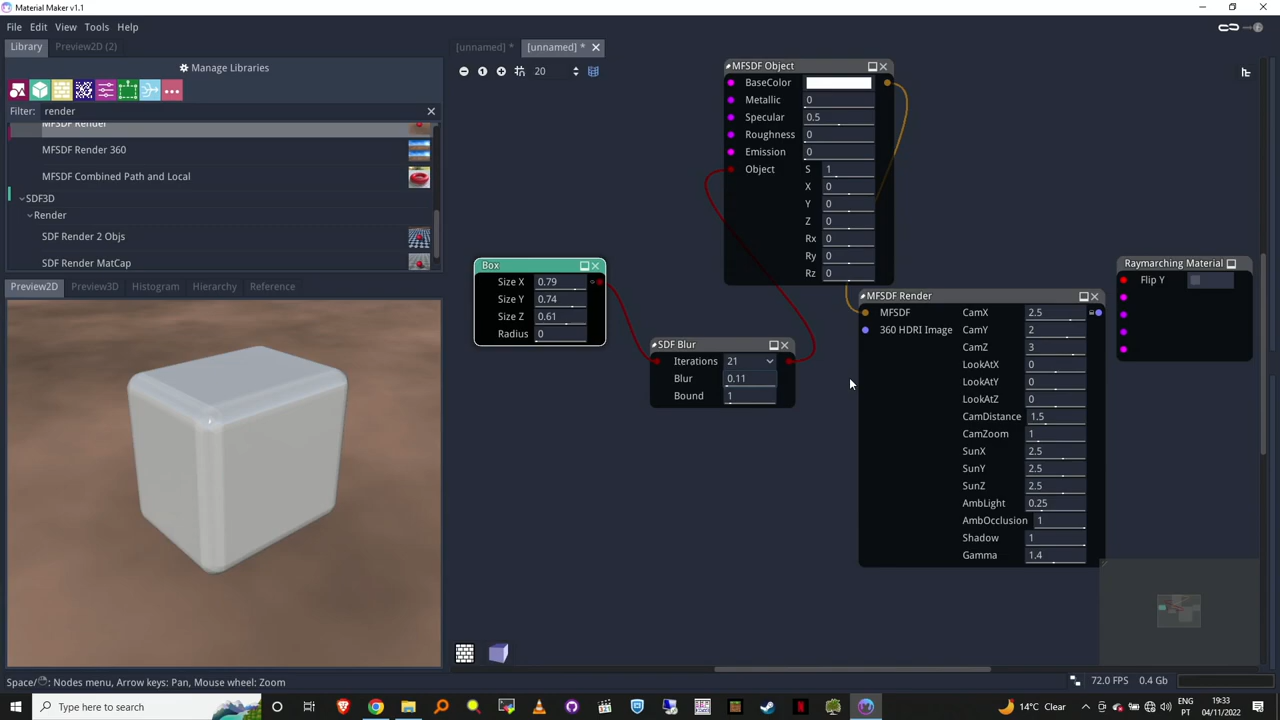 Material Maker v1.1
File Edit View Tools Help
Library Preview2D (2)
[unnamed] * [unnamed] *
Manage Libraries
20
Filter: render
MFSDF Render
MFSDF Render 360
MFSDF Combined Path and Local
SDF3D
Render
SDF Render 2 Objs
SDF Render MatCap
Preview2D Preview3D Histogram Hierarchy Reference
MFSDF Object
BaseColor
Metallic 0
Specular 0.5
Roughness 0
Emission 0
Object S 1
X 0
Y 0
Z 0
Rx 0
Ry 0
Rz 0
Box
Size X 0.79
Size Y 0.74
Size Z 0.61
Radius 0
SDF Blur
Iterations 21
Blur 0.11
Bound 1
MFSDF Render
MFSDF CamX 2.5
360 HDRI Image CamY 2
CamZ 3
LookAtX 0
LookAtY 0
LookAtZ 0
CamDistance 1.5
CamZoom 1
SunX 2.5
SunY 2.5
SunZ 2.5
AmbLight 0.25
AmbOcclusion 1
Shadow 1
Gamma 1.4
Raymarching Material
Flip Y
Space/ : Nodes menu, Arrow keys: Pan, Mouse wheel: Zoom
72.0 FPS 0.4 Gb
Type here to search
14°C Clear
ENG
PT
19:33
04/11/2022